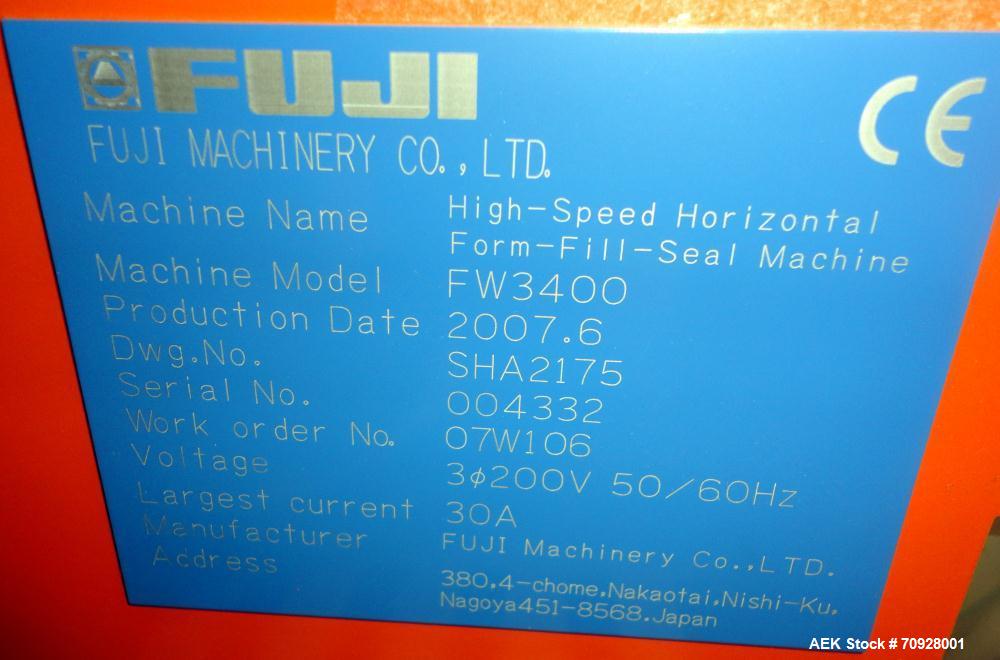 FUJI
CE
FUJI MACHINERY CO.,LTD.
Machine Name High-Speed Horizontal
Form-Fill-Seal Machine
Machine Model FW3400
Production Date 2007.6
Dwg.No. SHA2175
Serial No. 004332
Work order No. 07W106
Voltage 3φ200V 50/60Hz
Largest current 30A
Manufacturer FUJI Machinery Co.,LTD.
Address 380.4-chome.Nakaotai.Nishi-Ku.
Nagoya451-8568.Japan
AEK Stock # 70928001